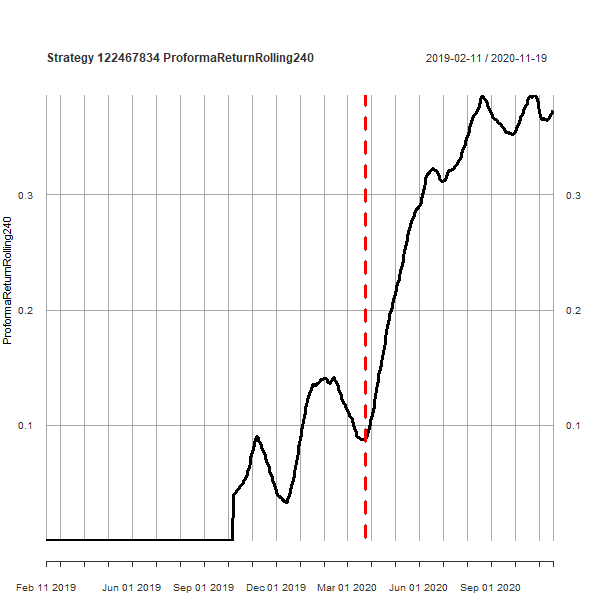 Strategy 122467834 ProformaReturnRolling240
2019-02-11 / 2020-11-19
ProformaReturnRolling240
0.3
0.3
0.2
0.2
0.1
0.1
Feb 11 2019
Jun 01 2019
Sep 01 2019
Dec 01 2019
Mar 01 2020
Jun 01 2020
Sep 01 2020